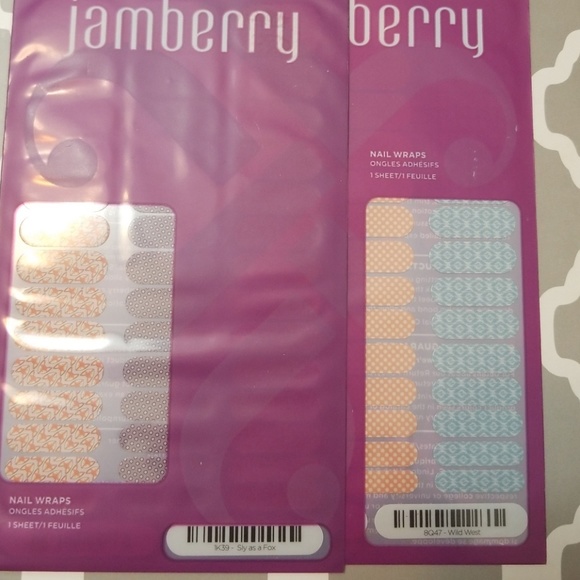 jamberry
NAIL WRAPS
ONGLES ADHÉSIFS
1 SHEET/1 FEUILLE
1K39 - Sly as a Fox
berry
NAIL WRAPS
ONGLES ADHÉSIFS
1 SHEET/1 FEUILLE
8Q47 - Wild West